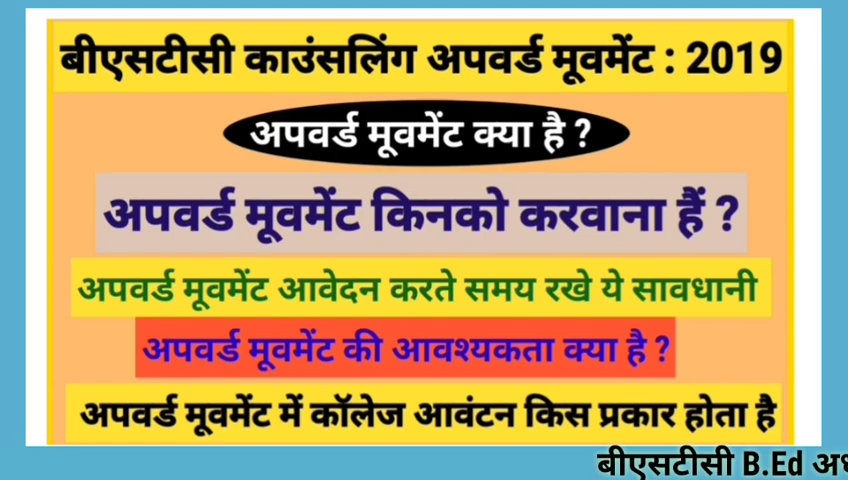 बीएसटीसी काउंसलिंग अपवर्ड मूवमेंट : 2019
अपवर्ड मूवमेंट क्या है ?
अपवर्ड मूवमेंट किनको करवाना हैं ?
अपवर्ड मूवमेंट आवेदन करते समय रखे ये सावधानी
अपवर्ड मूवमेंट की आवश्यकता क्या है ?
अपवर्ड मूवमेंट में कॉलेज आवंटन किस प्रकार होता है
बीएसटीसी B.Ed